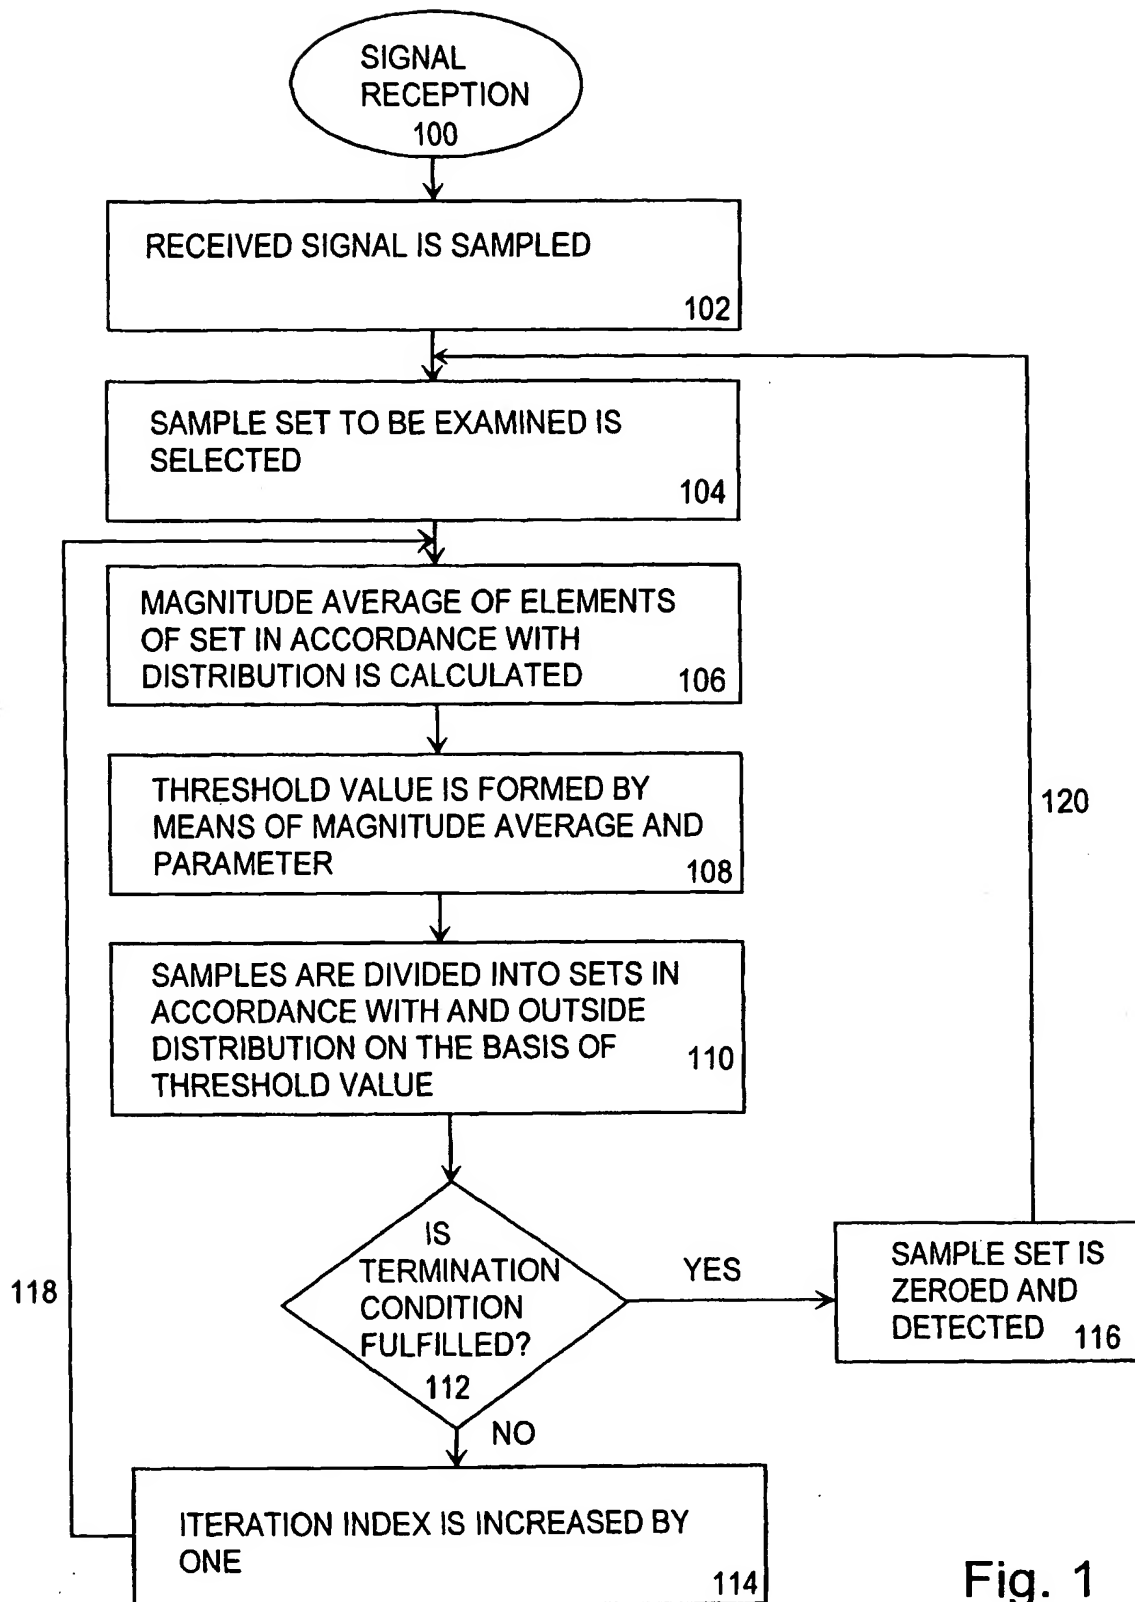 SIGNAL
RECEPTION
100
RECEIVED SIGNAL IS SAMPLED
102
SAMPLE SET TO BE EXAMINED IS
SELECTED
104
MAGNITUDE AVERAGE OF ELEMENTS
OF SET IN ACCORDANCE WITH
DISTRIBUTION IS CALCULATED
106
THRESHOLD VALUE IS FORMED BY
MEANS OF MAGNITUDE AVERAGE AND
PARAMETER
108
120
SAMPLES ARE DIVIDED INTO SETS IN
ACCORDANCE WITH AND OUTSIDE
DISTRIBUTION ON THE BASIS OF
THRESHOLD VALUE
110
IS
TERMINATION
CONDITION
FULFILLED?
112
YES
SAMPLE SET IS
ZEROED AND
DETECTED
116
118
NO
ITERATION INDEX IS INCREASED BY
ONE
114
Fig. 1